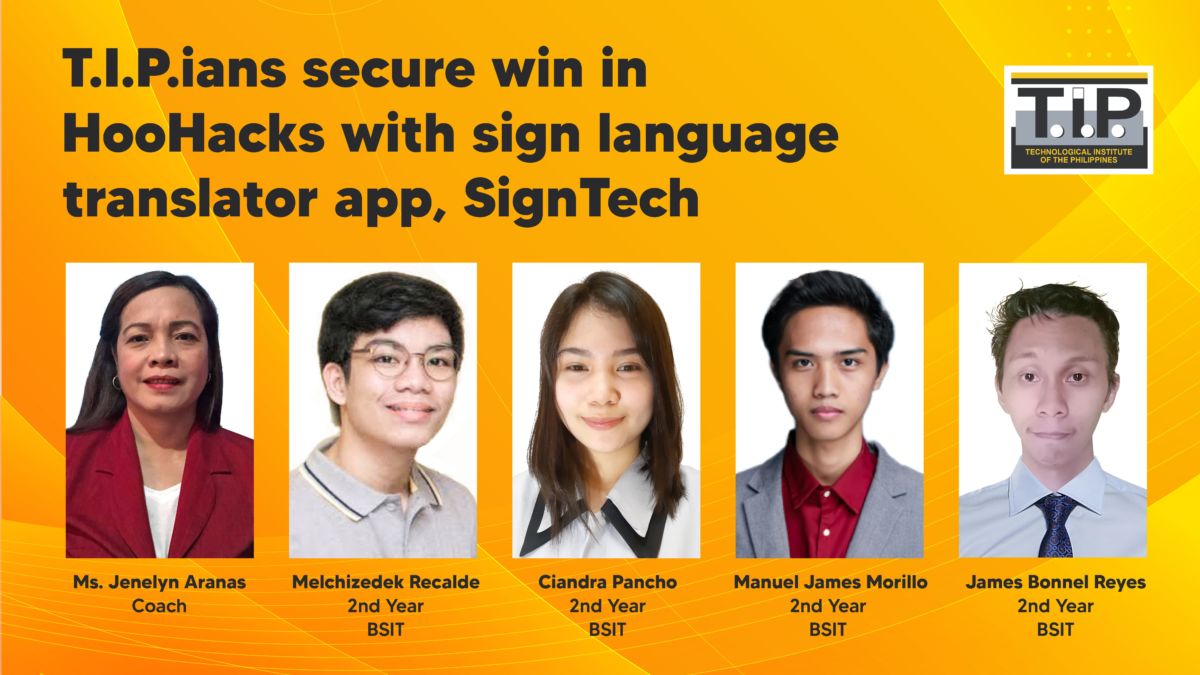 T.I.P.ians secure win in
HooHacks with sign language
translator app, SignTech
T.I.P.
TECHNOLOGICAL INSTITUTE
OF THE PHILIPPINES
Ms. Jenelyn Aranas
Coach
Melchizedek Recalde
2nd Year
BSIT
Ciandra Pancho
2nd Year
BSIT
Manuel James Morillo
2nd Year
BSIT
James Bonnel Reyes
2nd Year
BSIT